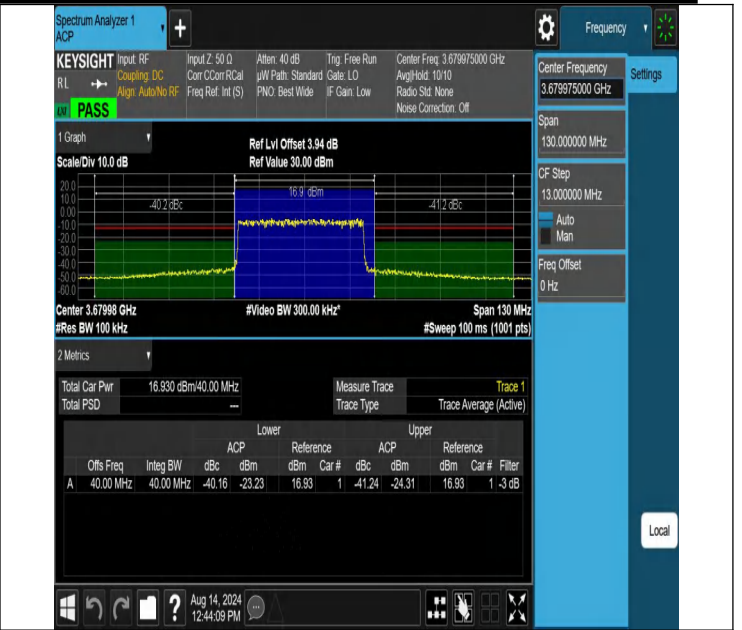 Spectrum Analyzer 1
ACP
+
Frequency
KEYSIGHT
RL
PASS
Input: RF
Coupling: DC
Align: Auto/No RF
Input Z: 50 Ω
Corr CCorr RCal
Freq Ref: Int (S)
Atten: 40 dB
µW Path: Standard
PNO: Best Wide
Trig: Free Run
Gate: LO
IF Gain: Low
Center Freq: 3.679975000 GHz
Avg|Hold: 10/10
Radio Std: None
Noise Correction: Off
Center Frequency
3.679975000 GHz
Settings
Span
130.000000 MHz
CF Step
13.000000 MHz
Auto
Man
Freq Offset
0 Hz
1 Graph
Scale/Div 10.0 dB
Ref Lvl Offset 3.94 dB
Ref Value 30.00 dBm
20.0
10.0
0.00
-10.0
-20.0
-30.0
-40.0
-50.0
-60.0
-40.2 dBc
16.9 dBm
-41.2 dBc
Center 3.67998 GHz
#Video BW 300.00 kHz*
Span 130 MHz
#Res BW 100 kHz
#Sweep 100 ms (1001 pts)
2 Metrics
Total Car Pwr 16.930 dBm/40.00 MHz
Total PSD ---
Measure Trace Trace 1
Trace Type Trace Average (Active)
Lower Upper
ACP Reference ACP Reference
Offs Freq Integ BW dBc dBm dBm Car # dBc dBm dBm Car # Filter
A 40.00 MHz 40.00 MHz -40.16 -23.23 16.93 1 -41.24 -24.31 16.93 1 -3 dB
Local
?
Aug 14, 2024
12:44:09 PM